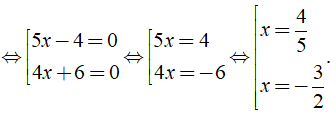 ⇔ [5x − 4 = 0 ⇔ [5x = 4 ⇔ [x = 4/5
[4x + 6 = 0 [4x = −6 [x = −3/2.